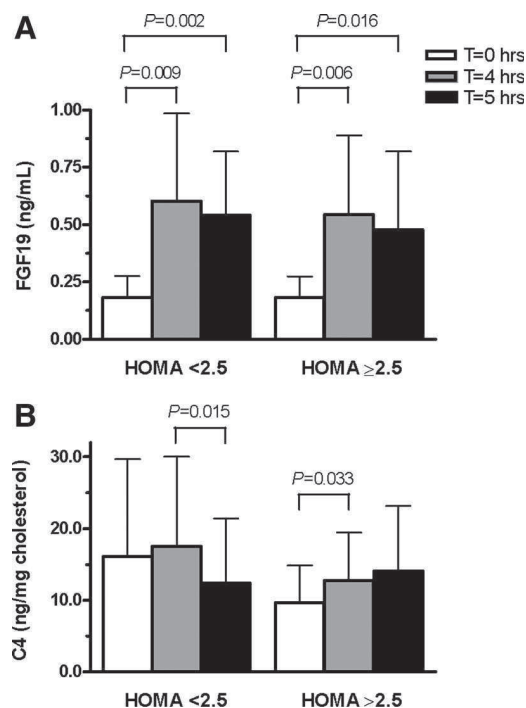 A
P=0.002
P=0.016
P=0.009
P=0.006
T=0 hrs
T=4 hrs
T=5 hrs
FGF19 (ng/mL)
1.00
0.75
0.50
0.25
0.00
HOMA <2.5
HOMA ≥2.5
B
P=0.015
P=0.033
C4 (ng/mg cholesterol)
30.0
20.0
10.0
0.0
HOMA <2.5
HOMA >2.5